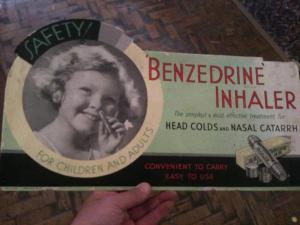 SAFETY!
BENZEDRINE
INHALER
The simplest & most effective treatment for
HEAD COLDS AND NASAL CATARRH
FOR CHILDREN AND ADULTS
CONVENIENT TO CARRY
EASY TO USE